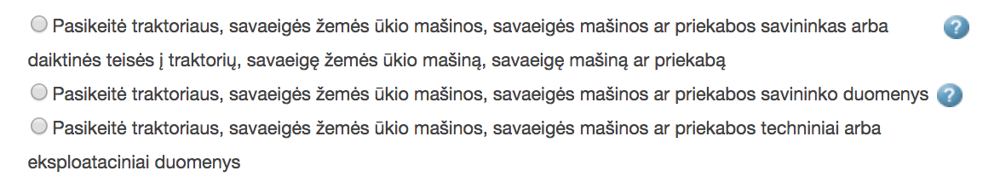 Pasikeitė traktoriaus, savaeigės žemės ūkio mašinos, savaeigės mašinos ar priekabos savininkas arba ?
daiktinės teisės į traktorių, savaeigę žemės ūkio mašiną, savaeigę mašiną ar priekabą
Pasikeitė traktoriaus, savaeigės žemės ūkio mašinos, savaeigės mašinos ar priekabos savininko duomenys ?
Pasikeitė traktoriaus, savaeigės žemės ūkio mašinos, savaeigės mašinos ar priekabos techniniai arba
eksploataciniai duomenys